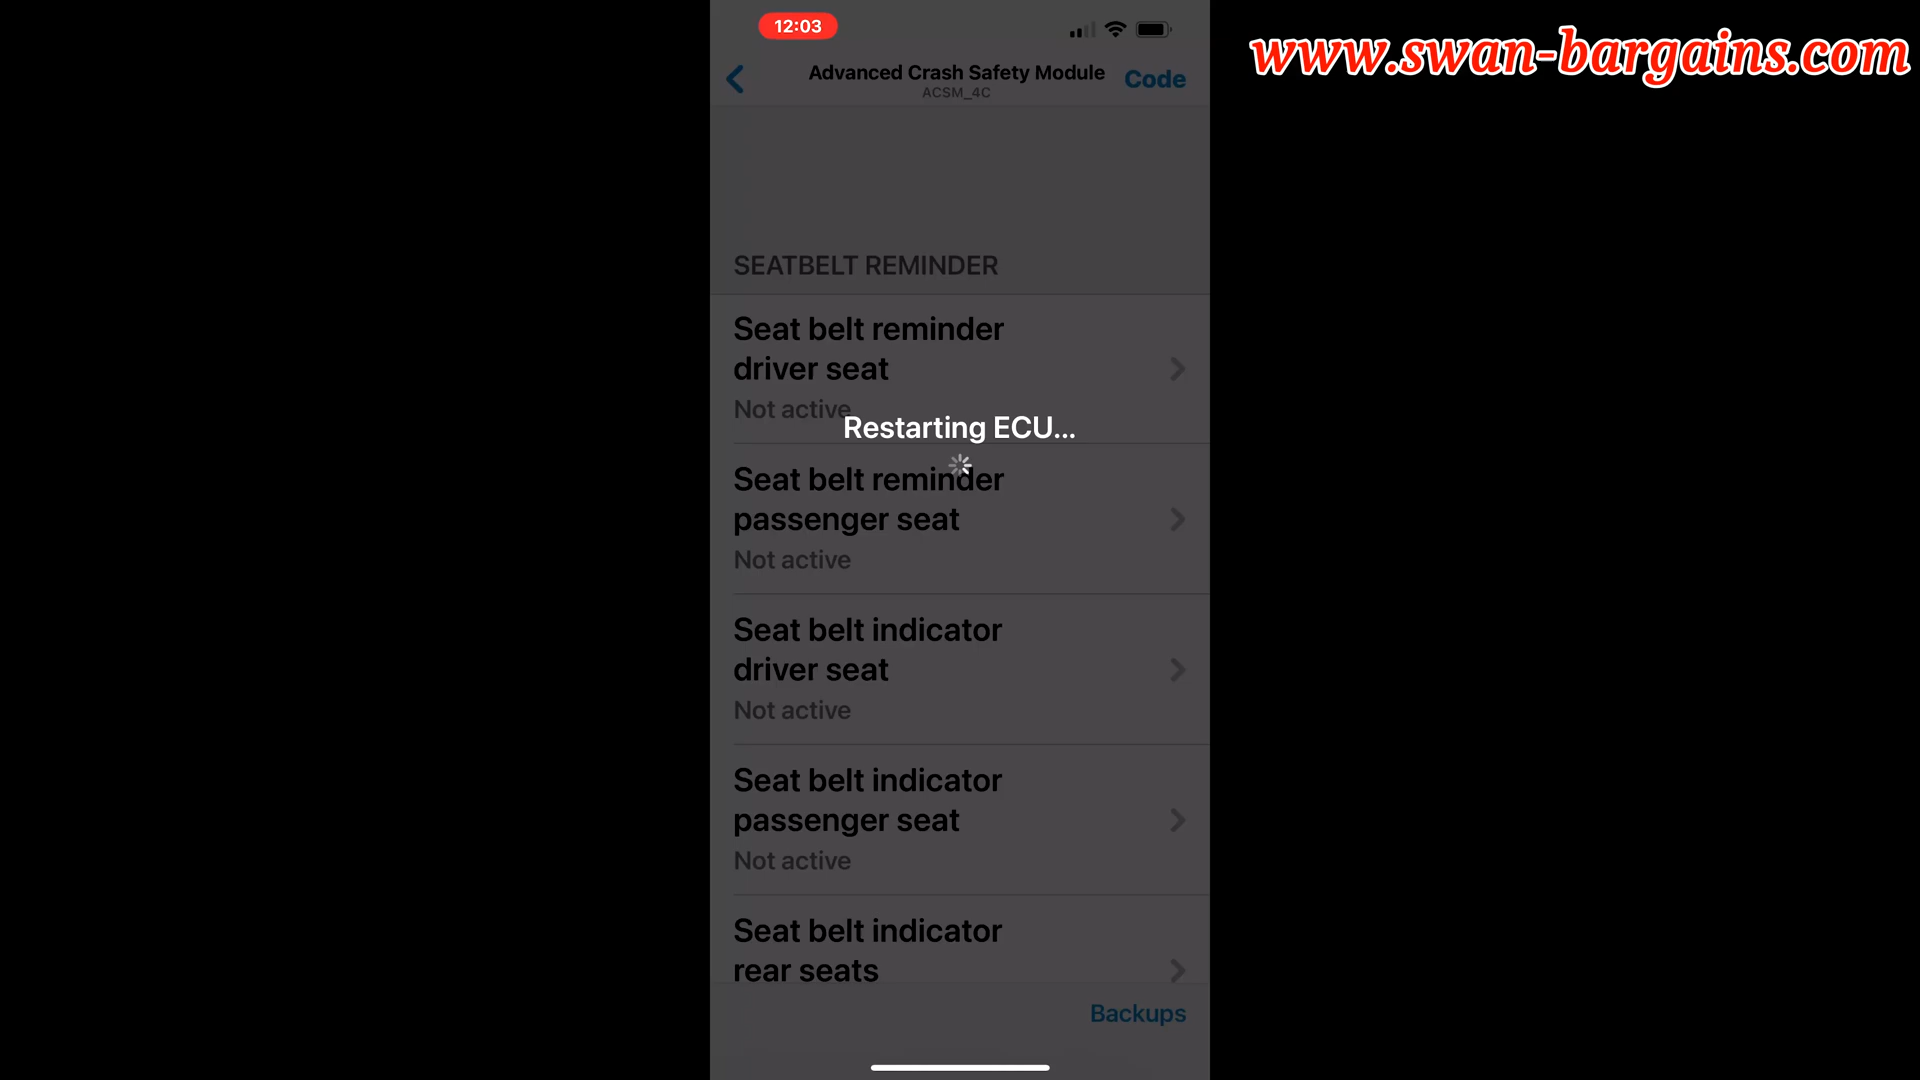 12:03
www.swan-bargains.com
Advanced Crash Safety Module
ACSM_4C
Code
SEATBELT REMINDER
Seat belt reminder
driver seat
Not active
Restarting ECU...
Seat belt reminder
passenger seat
Not active
Seat belt indicator
driver seat
Not active
Seat belt indicator
passenger seat
Not active
Seat belt indicator
rear seats
Backups